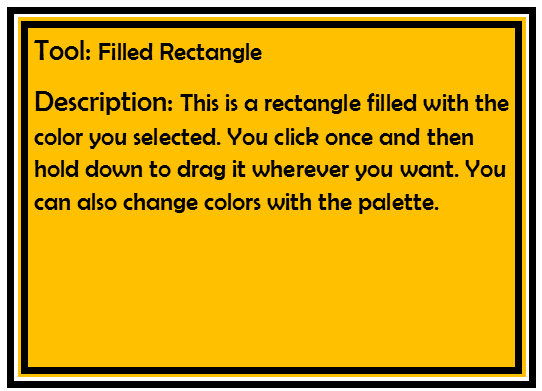 Tool: Filled Rectangle
Description: This is a rectangle filled with the
color you selected. You click once and then
hold down to drag it wherever you want. You
can also change colors with the palette.